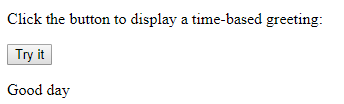 Click the button to display a time-based greeting:
Try it
Good day